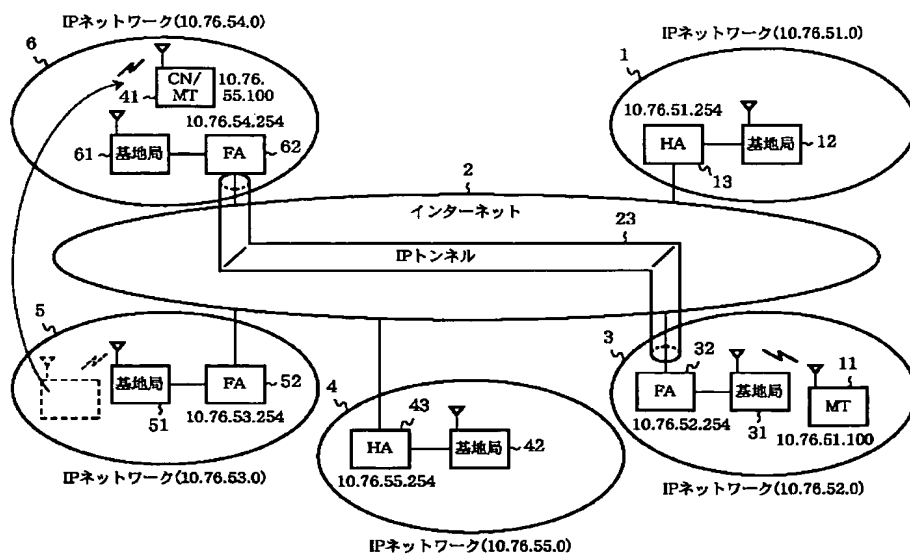 IPネットワーク(10.76.54.0)
6
CN/
MT
41
10.76.
55.100
10.76.54.254
61
基地局
FA
62
IPネットワーク(10.76.51.0)
1
10.76.51.254
HA
基地局
12
13
2
インターネット
23
IPトンネル
5
基地局
51
FA
52
10.76.53.254
IPネットワーク(10.76.53.0)
4
43
HA
基地局
42
10.76.55.254
IPネットワーク(10.76.55.0)
3
32
FA
10.76.52.254
基地局
31
11
MT
10.76.51.100
IPネットワーク(10.76.52.0)